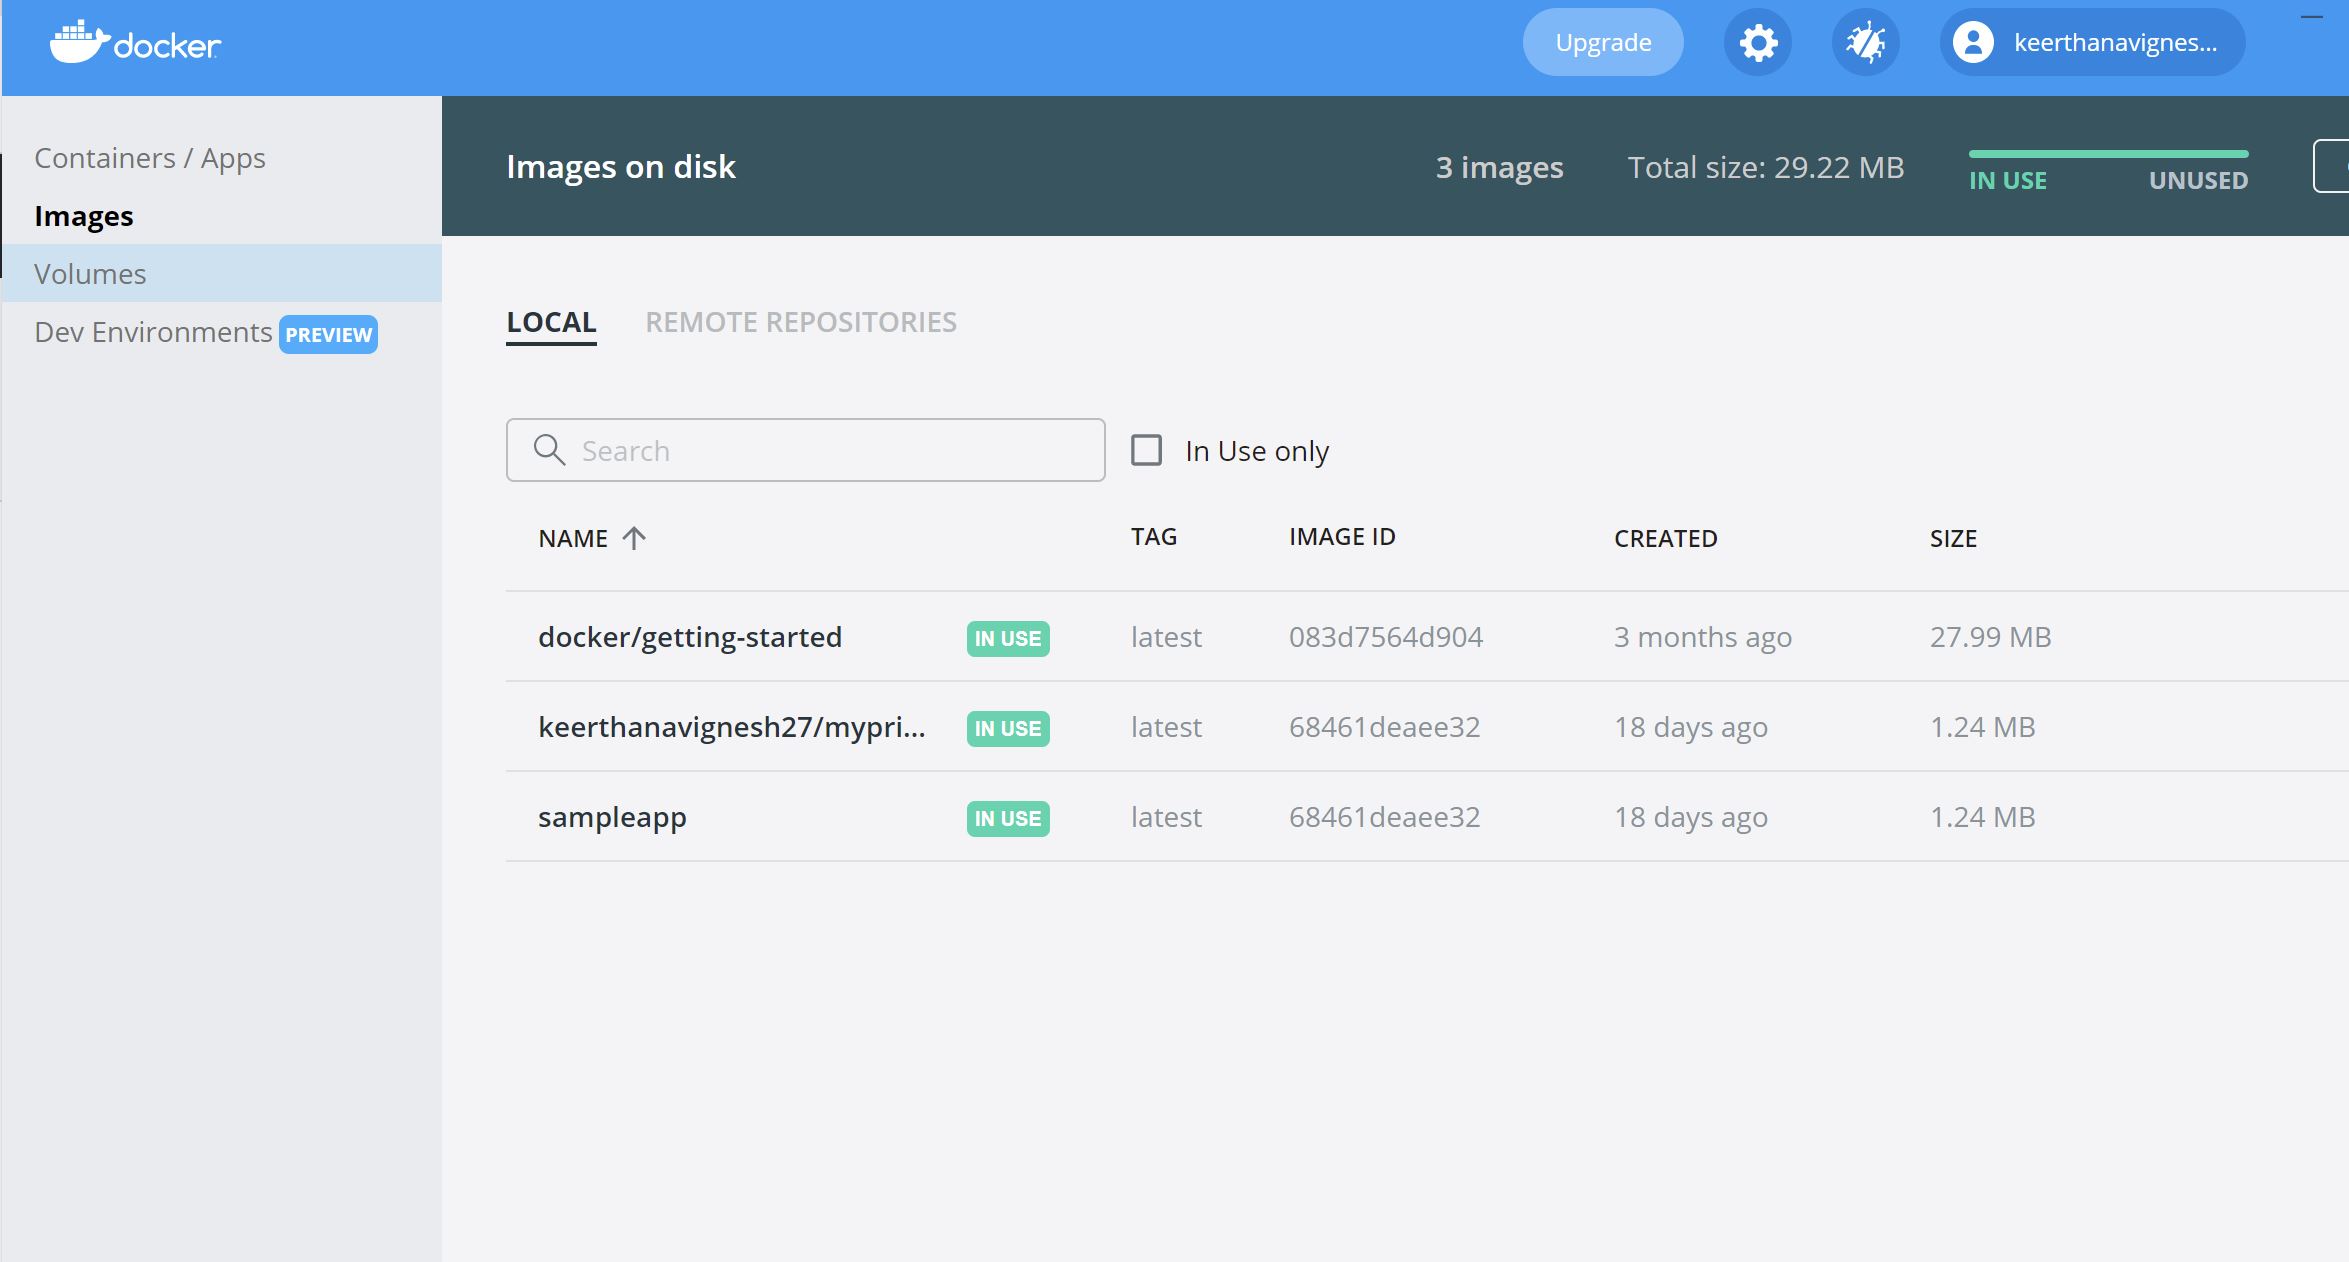 docker
Upgrade
keerthanavignes...
Containers / Apps
Images
Volumes
Dev Environments PREVIEW
Images on disk
3 images
Total size: 29.22 MB
IN USE UNUSED
LOCAL REMOTE REPOSITORIES
Search
In Use only
NAME TAG IMAGE ID CREATED SIZE
docker/getting-started IN USE latest 083d7564d904 3 months ago 27.99 MB
keerthanavignesh27/mypri... IN USE latest 68461deaee32 18 days ago 1.24 MB
sampleapp IN USE latest 68461deaee32 18 days ago 1.24 MB